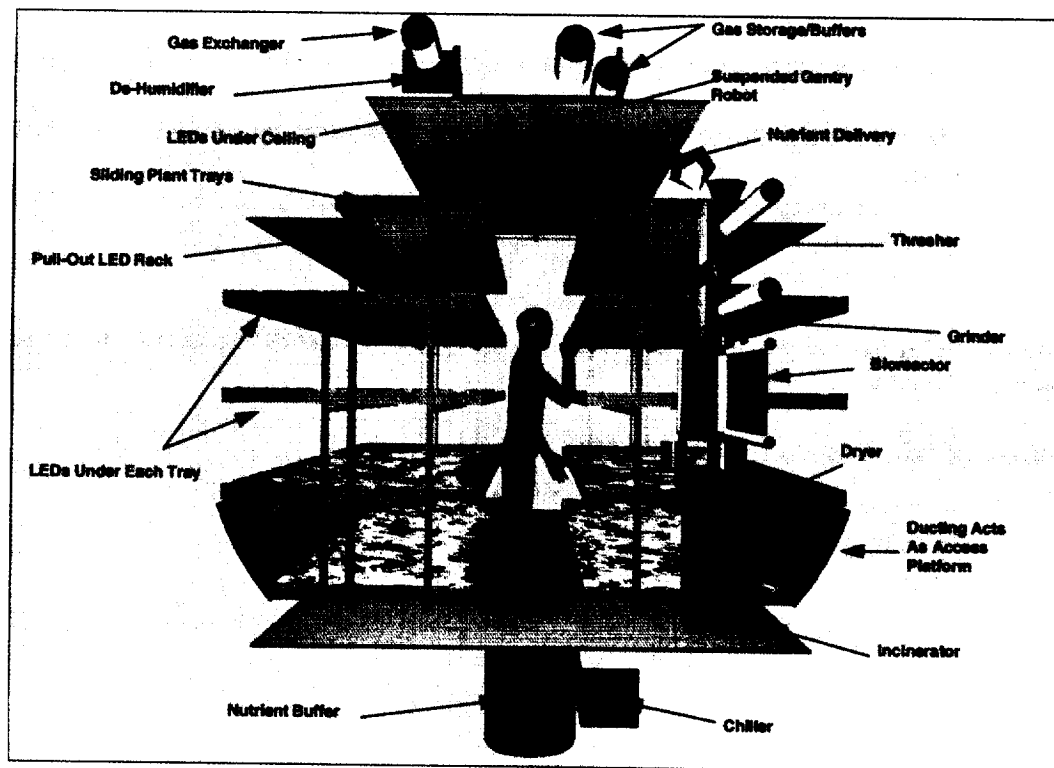 Gas Exchanger
Gas Storage/Buffers
De-Humidifier
Suspended Gantry
Robot
LEDs Under Ceiling
Nutrient Delivery
Sliding Plant Trays
Pull-Out LED Rack
Thresher
Grinder
Bioreactor
LEDs Under Each Tray
Dryer
Ducting Acts
As Access
Platform
Incinerator
Nutrient Buffer
Chiller